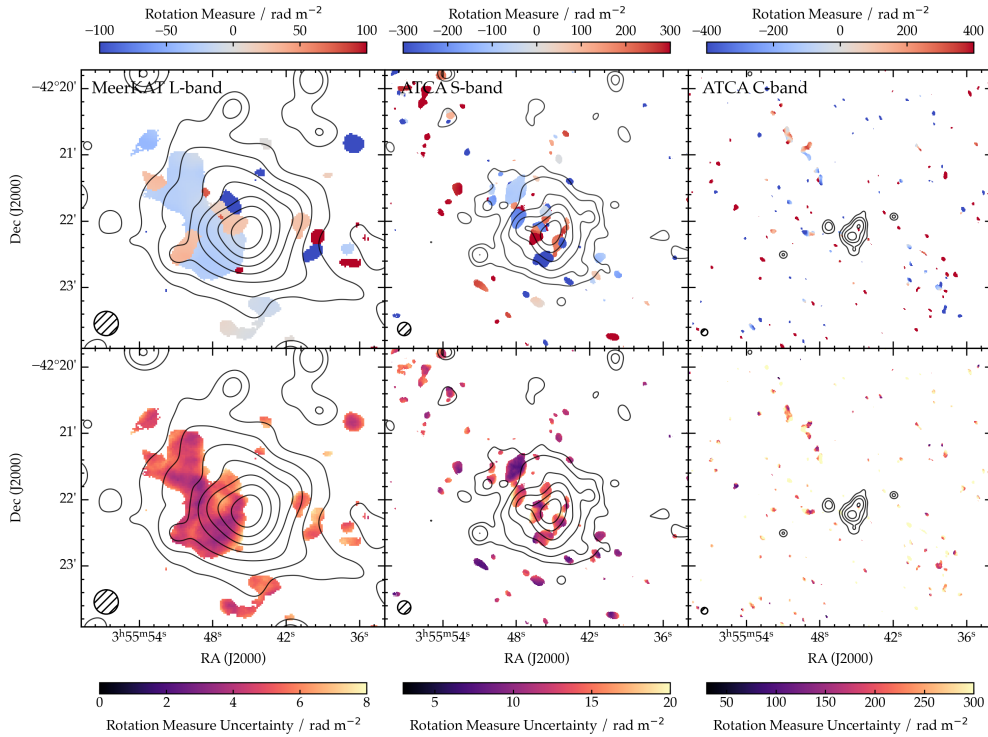 Rotation Measure / rad m⁻² Rotation Measure / rad m⁻² Rotation Measure / rad m⁻²
−100 −50 0 50 100 −300 −200 −100 0 100 200 300 −400 −200 0 200 400
MeerKAT L-band ATCA S-band ATCA C-band
−42°20′
21′
22′
23′
Dec (J2000)
−42°20′
21′
22′
23′
Dec (J2000)
3ʰ55ᵐ54ˢ 48ˢ 42ˢ 36ˢ 3ʰ55ᵐ54ˢ 48ˢ 42ˢ 36ˢ 3ʰ55ᵐ54ˢ 48ˢ 42ˢ 36ˢ
RA (J2000) RA (J2000) RA (J2000)
0 2 4 6 8 5 10 15 20 50 100 150 200 250 300
Rotation Measure Uncertainty / rad m⁻² Rotation Measure Uncertainty / rad m⁻² Rotation Measure Uncertainty / rad m⁻²